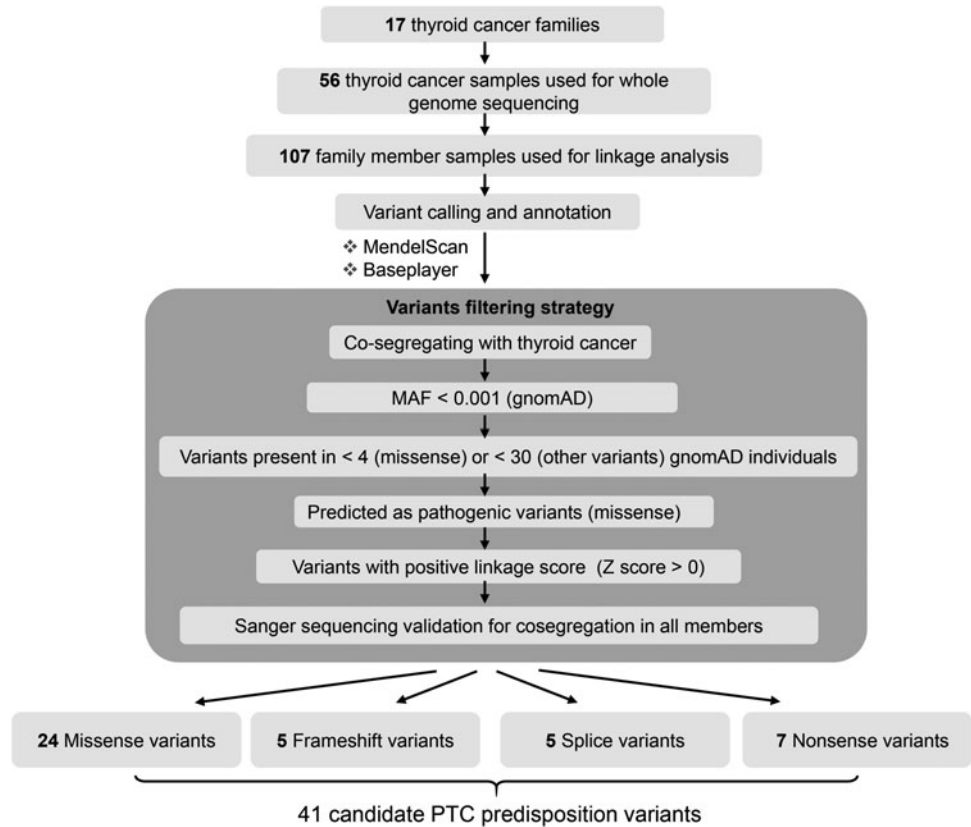 17 thyroid cancer families
56 thyroid cancer samples used for whole
genome sequencing
107 family member samples used for linkage analysis
Variant calling and annotation
❖ MendelScan
❖ Baseplayer
Variants filtering strategy
Co-segregating with thyroid cancer
MAF < 0.001 (gnomAD)
Variants present in < 4 (missense) or < 30 (other variants) gnomAD individuals
Predicted as pathogenic variants (missense)
Variants with positive linkage score (Z score > 0)
Sanger sequencing validation for cosegregation in all members
24 Missense variants
5 Frameshift variants
5 Splice variants
7 Nonsense variants
41 candidate PTC predisposition variants